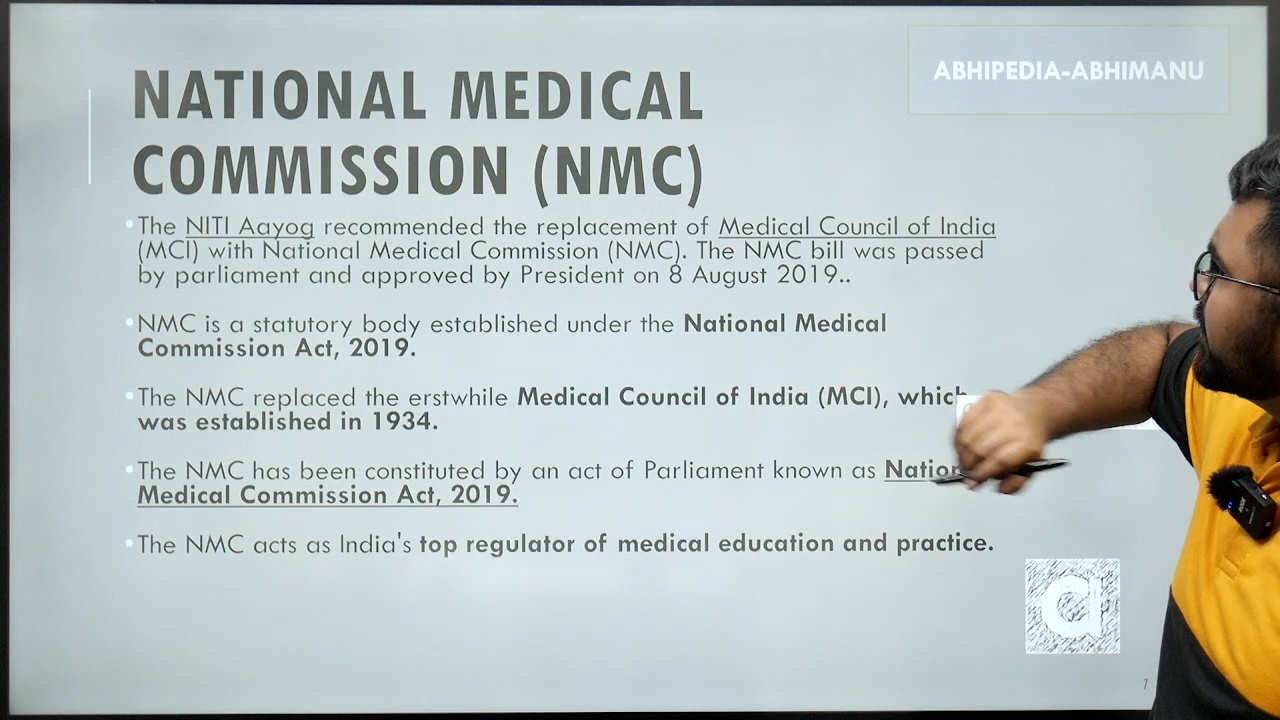 ABHIPEDIA-ABHIMANU
NATIONAL MEDICAL
COMMISSION (NMC)
The NITI Aayog recommended the replacement of Medical Council of India
(MCI) with National Medical Commission (NMC). The NMC bill was passed
by parliament and approved by President on 8 August 2019..
NMC is a statutory body established under the National Medical
Commission Act, 2019.
The NMC replaced the erstwhile Medical Council of India (MCI), which
was established in 1934.
The NMC has been constituted by an act of Parliament known as
Medical Commission Act, 2019.
The NMC acts as India's top regulator of medical education and practice.
a
7